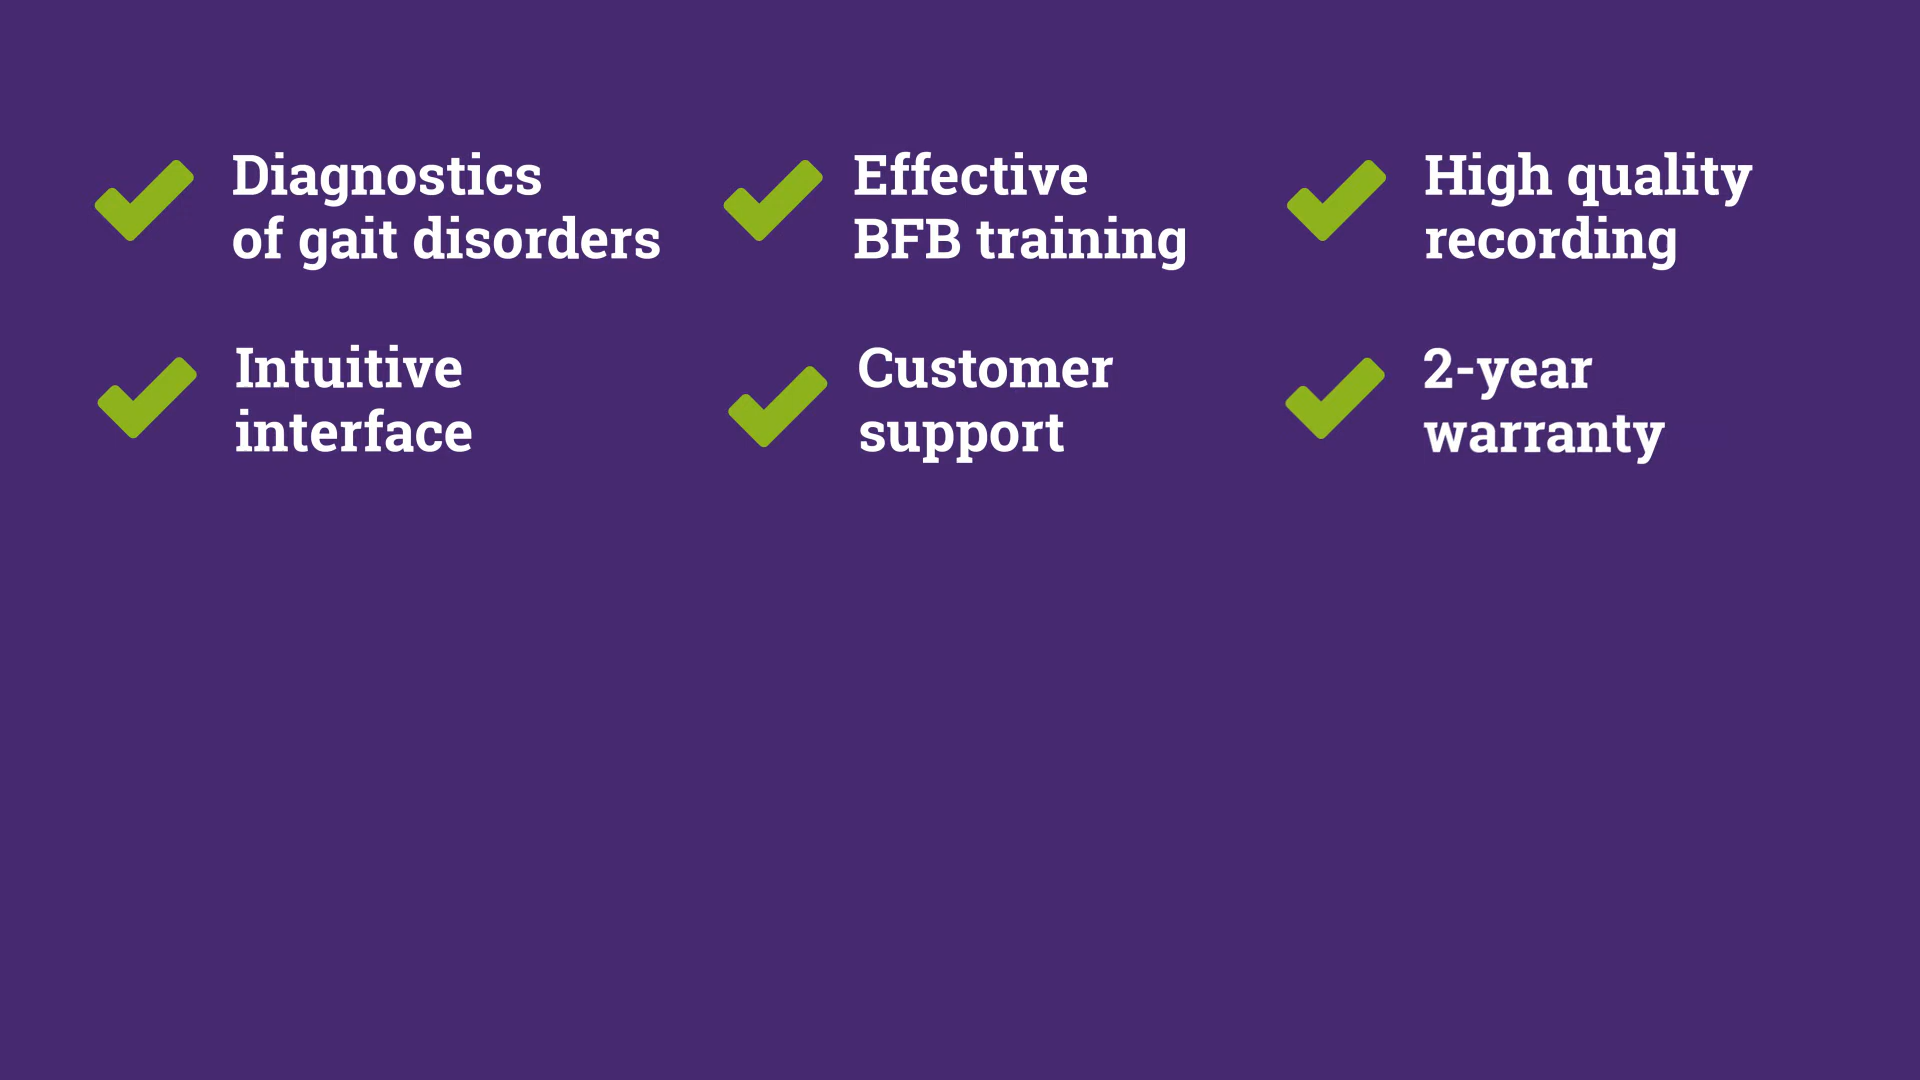 Diagnostics
of gait disorders
Effective
BFB training
High quality
recording
Intuitive
interface
Customer
support
2-year
warranty